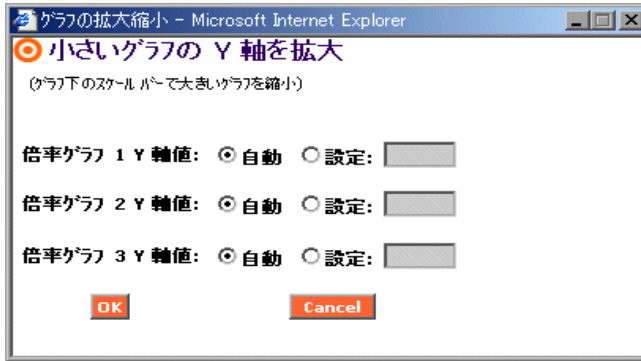 グラフの拡大縮小 - Microsoft Internet Explorer
小さいグラフの Y 軸を拡大
(グラフ下のスケール バーで大きいグラフを縮小)
倍率グラフ 1 Y 軸値: 自動 設定:
倍率グラフ 2 Y 軸値: 自動 設定:
倍率グラフ 3 Y 軸値: 自動 設定:
OK Cancel